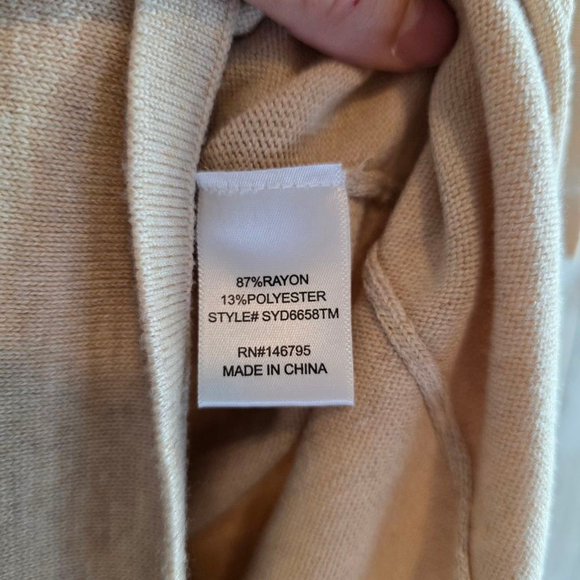 87%RAYON
13%POLYESTER
STYLE# SYD6658TM
RN#146795
MADE IN CHINA